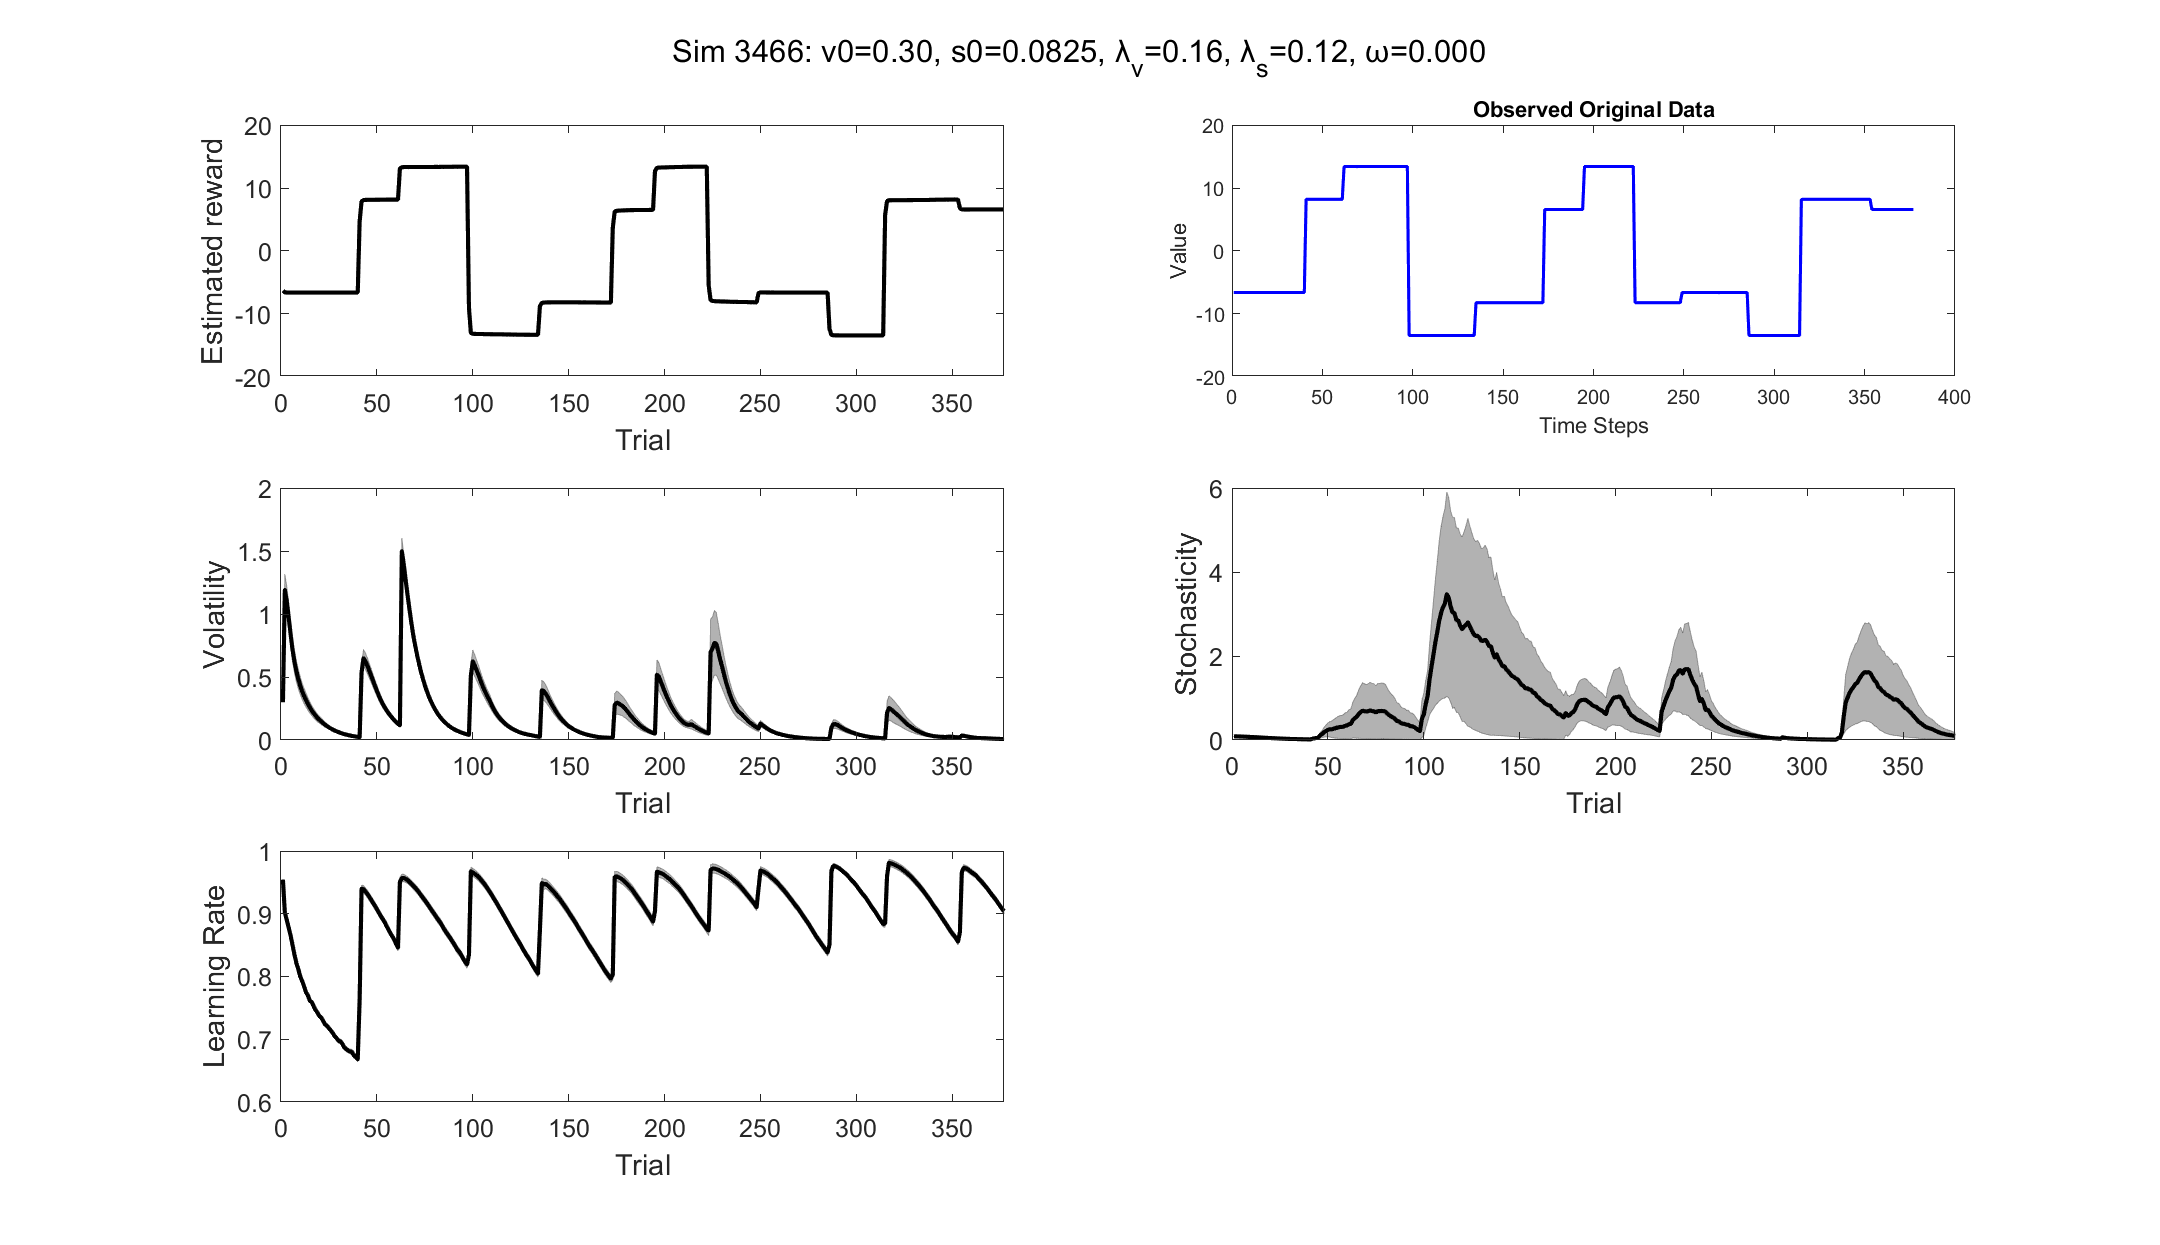 Sim 3466: v0=0.30, s0=0.0825, λv=0.16, λs=0.12, ω=0.000
Estimated reward
20
10
0
-10
-20
0 50 100 150 200 250 300 350
Trial
Observed Original Data
Value
20
10
0
-10
-20
0 50 100 150 200 250 300 350 400
Time Steps
Volatility
2
1.5
1
0.5
0
0 50 100 150 200 250 300 350
Trial
Stochasticity
6
4
2
0
0 50 100 150 200 250 300 350
Trial
Learning Rate
1
0.9
0.8
0.7
0.6
0 50 100 150 200 250 300 350
Trial